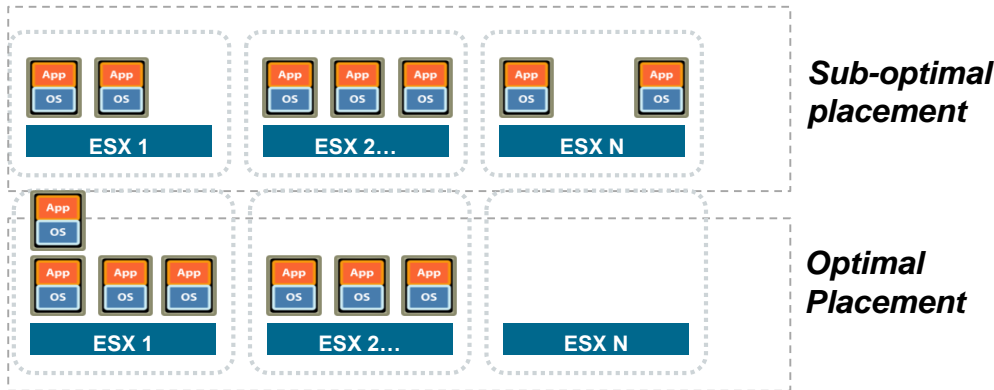 App App App App App App App
OS OS OS OS OS OS OS
ESX 1 ESX 2... ESX N
Sub-optimal
placement
App
OS
App App App App App App
OS OS OS OS OS OS
ESX 1 ESX 2... ESX N
Optimal
Placement